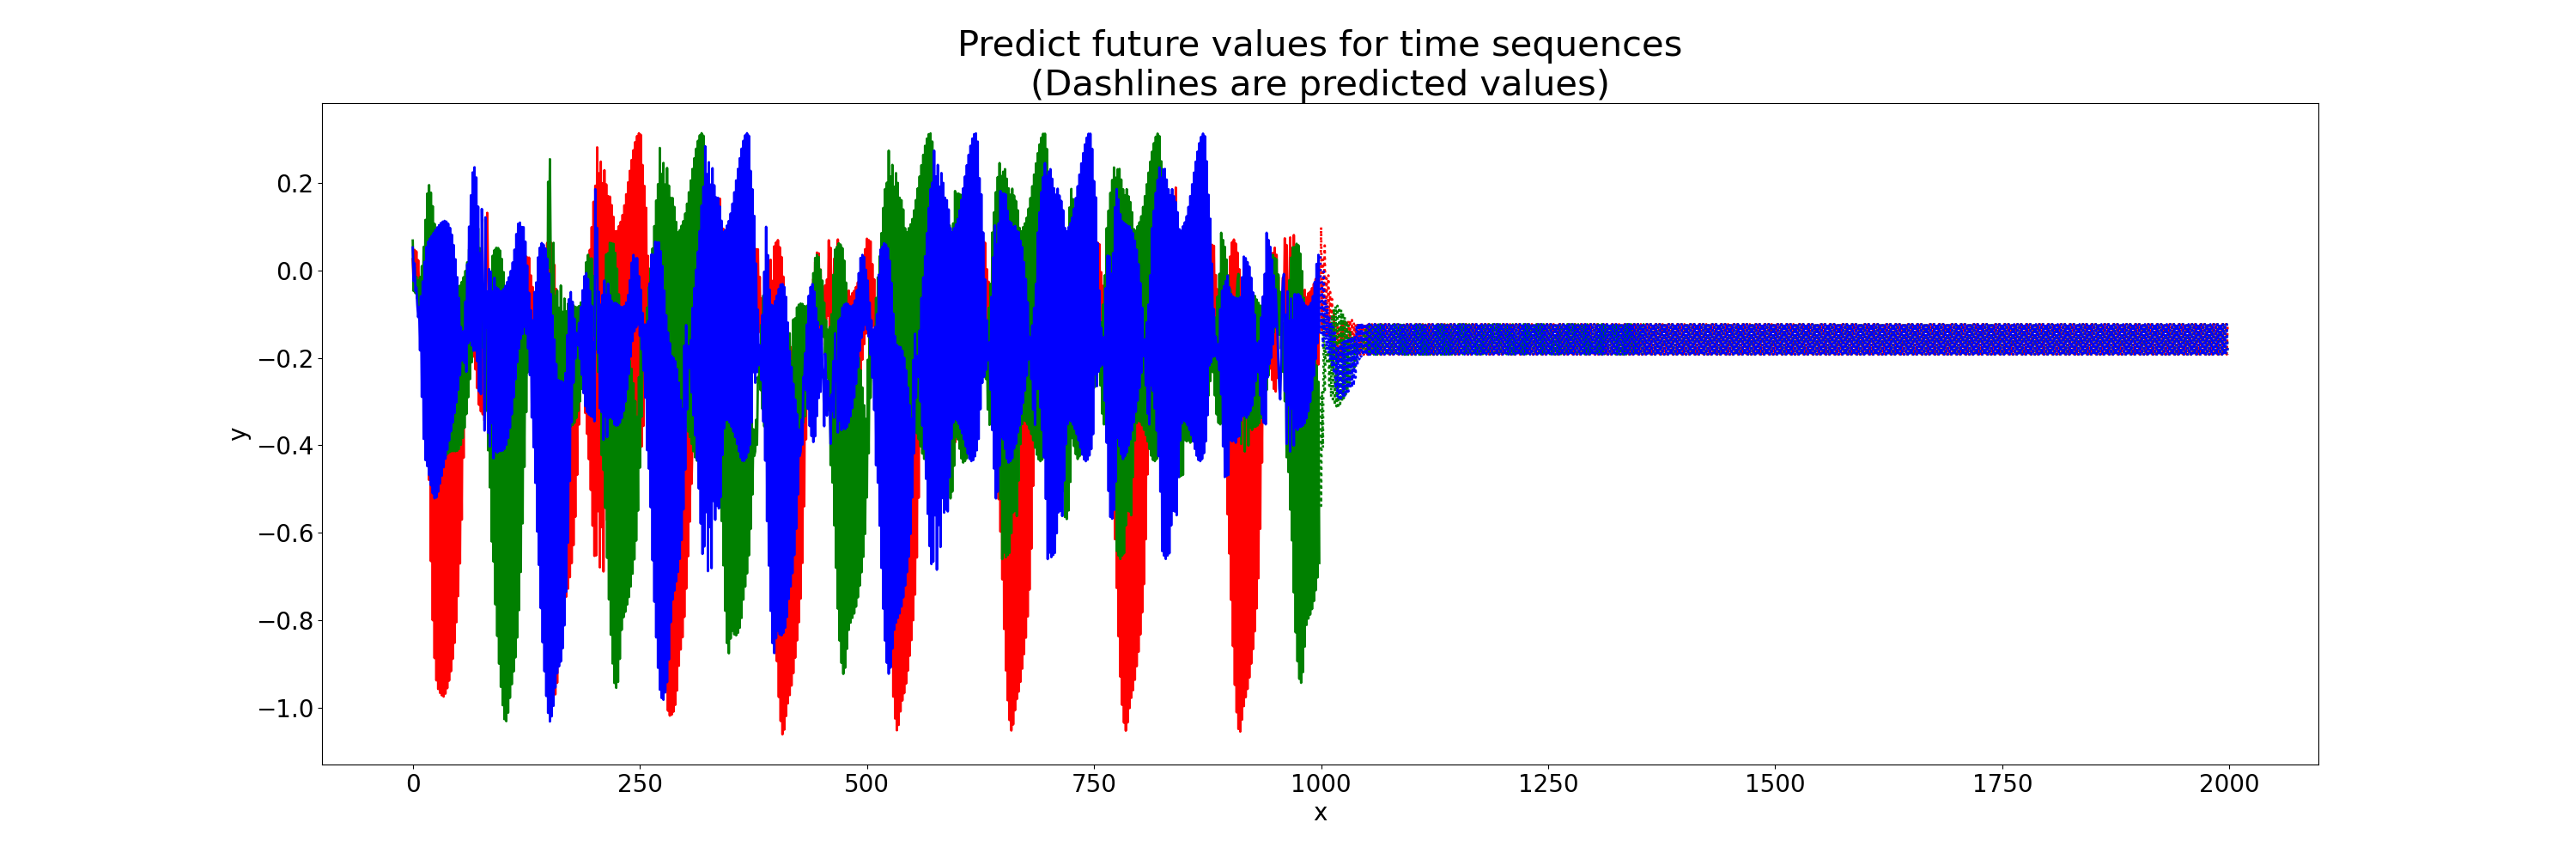 Predict future values for time sequences
(Dashlines are predicted values)
0.2
0.0
−0.2
−0.4
−0.6
−0.8
−1.0
y
0 250 500 750 1000 1250 1500 1750 2000
x